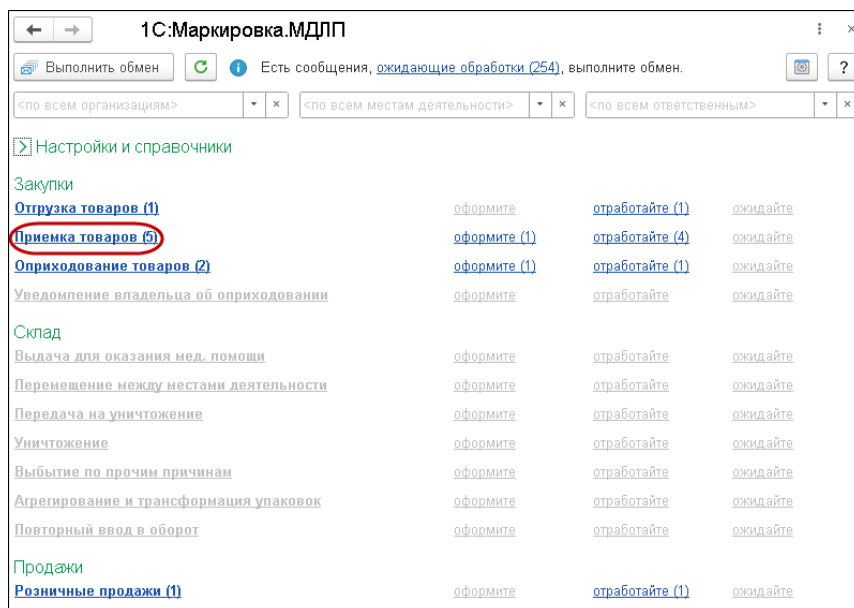 1С:Маркировка.МДЛП
Выполнить обмен Есть сообщения, ожидающие обработки (254), выполните обмен. ?
<по всем организациям> <по всем местам деятельности> <по всем ответственным>
Настройки и справочники
Закупки
Отгрузка товаров (1) оформите отработайте (1) ожидайте
Приемка товаров (5) оформите (1) отработайте (4) ожидайте
Оприходование товаров (2) оформите (1) отработайте (1) ожидайте
Уведомление владельца об оприходовании оформите отработайте ожидайте
Склад
Выдача для оказания мед. помощи оформите отработайте ожидайте
Перемещение между местами деятельности оформите отработайте ожидайте
Передача на уничтожение оформите отработайте ожидайте
Уничтожение оформите отработайте ожидайте
Выбытие по прочим причинам оформите отработайте ожидайте
Агрегирование и трансформация упаковок оформите отработайте ожидайте
Повторный ввод в оборот оформите отработайте ожидайте
Продажи
Розничные продажи (1) оформите отработайте (1) ожидайте